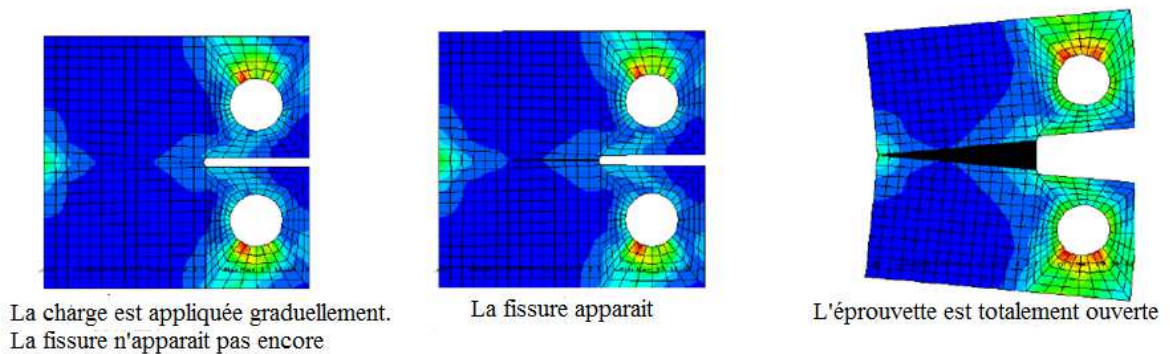 La charge est appliquée graduellement.
La fissure n'apparait pas encore
La fissure apparait
L'éprouvette est totalement ouverte